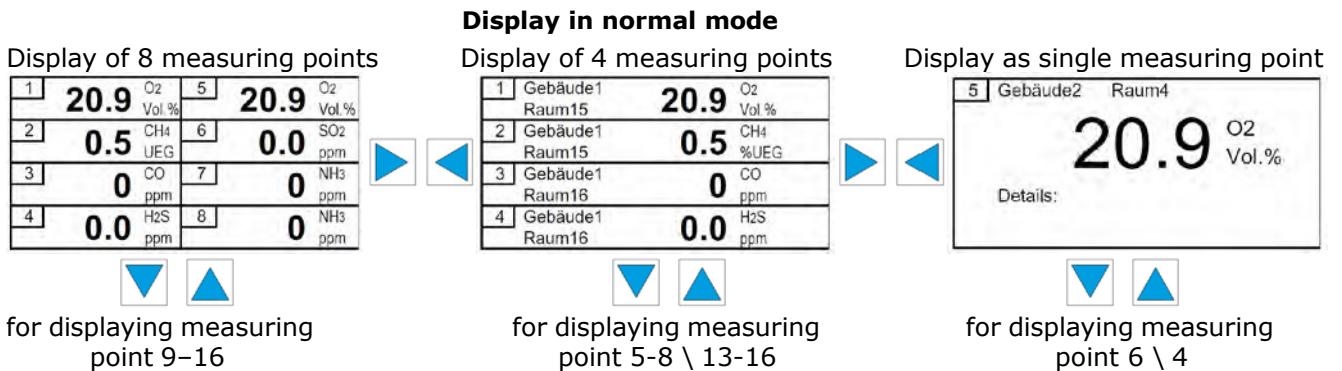 Display in normal mode
Display of 8 measuring points
1 20.9 O2 Vol.% 5 20.9 O2 Vol.%
2 0.5 CH4 UEG 6 0.0 SO2 ppm
3 0 CO ppm 7 0 NH3 ppm
4 0.0 H2S ppm 8 0 NH3 ppm
for displaying measuring
point 9–16
Display of 4 measuring points
1 Gebäude1 20.9 O2
Raum15 Vol.%
2 Gebäude1 0.5 CH4
Raum15 %UEG
3 Gebäude1 0 CO
Raum16 ppm
4 Gebäude1 0.0 H2S
Raum16 ppm
for displaying measuring
point 5-8 \ 13-16
Display as single measuring point
5 Gebäude2 Raum4
20.9 O2
Vol.%
Details:
for displaying measuring
point 6 \ 4